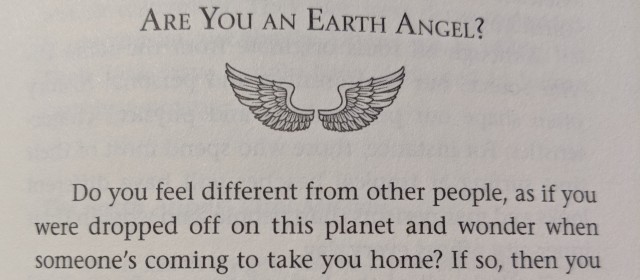 ARE YOU AN EARTH ANGEL?
Do you feel different from other people, as if you
were dropped off on this planet and wonder when
someone's coming to take you home? If so, then you